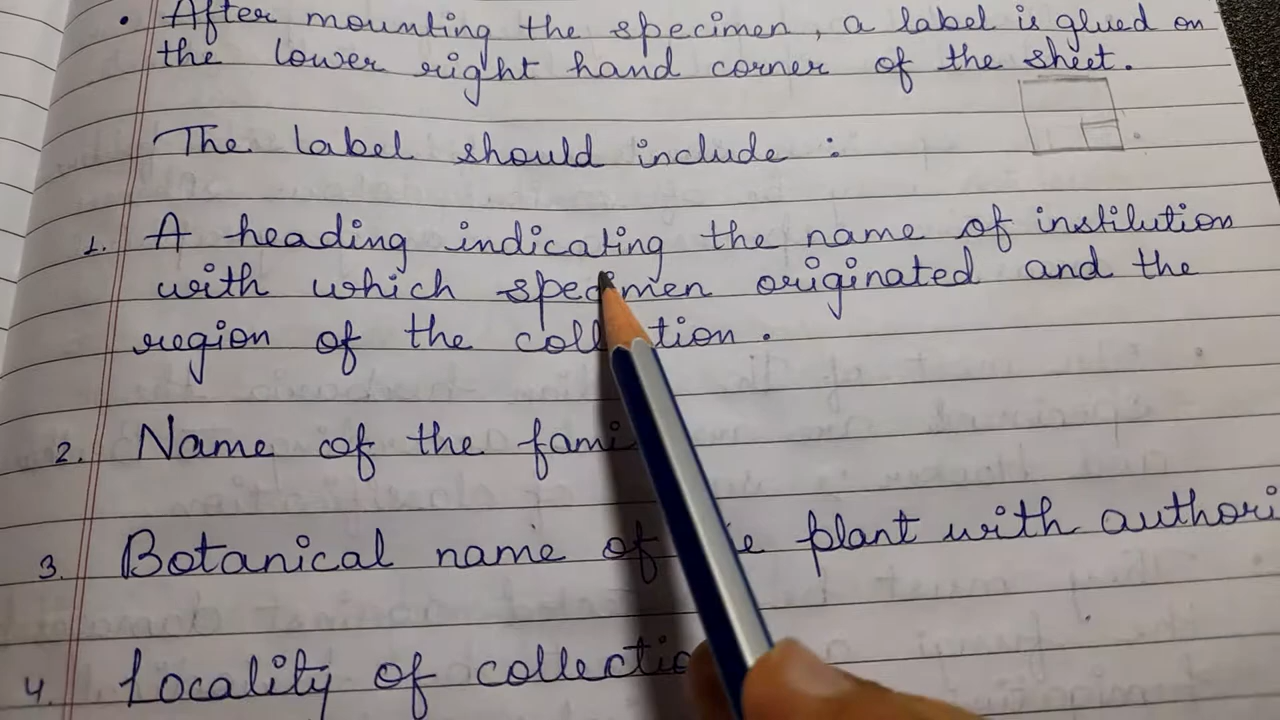 • After mounting the specimen, a label is glued on
the lower right hand corner of the sheet.
The label should include :
1. A heading indicating the name of institution
with which specimen originated and the
region of the collection.
2. Name of the
3. Botanical name of plant with
4. Locality of